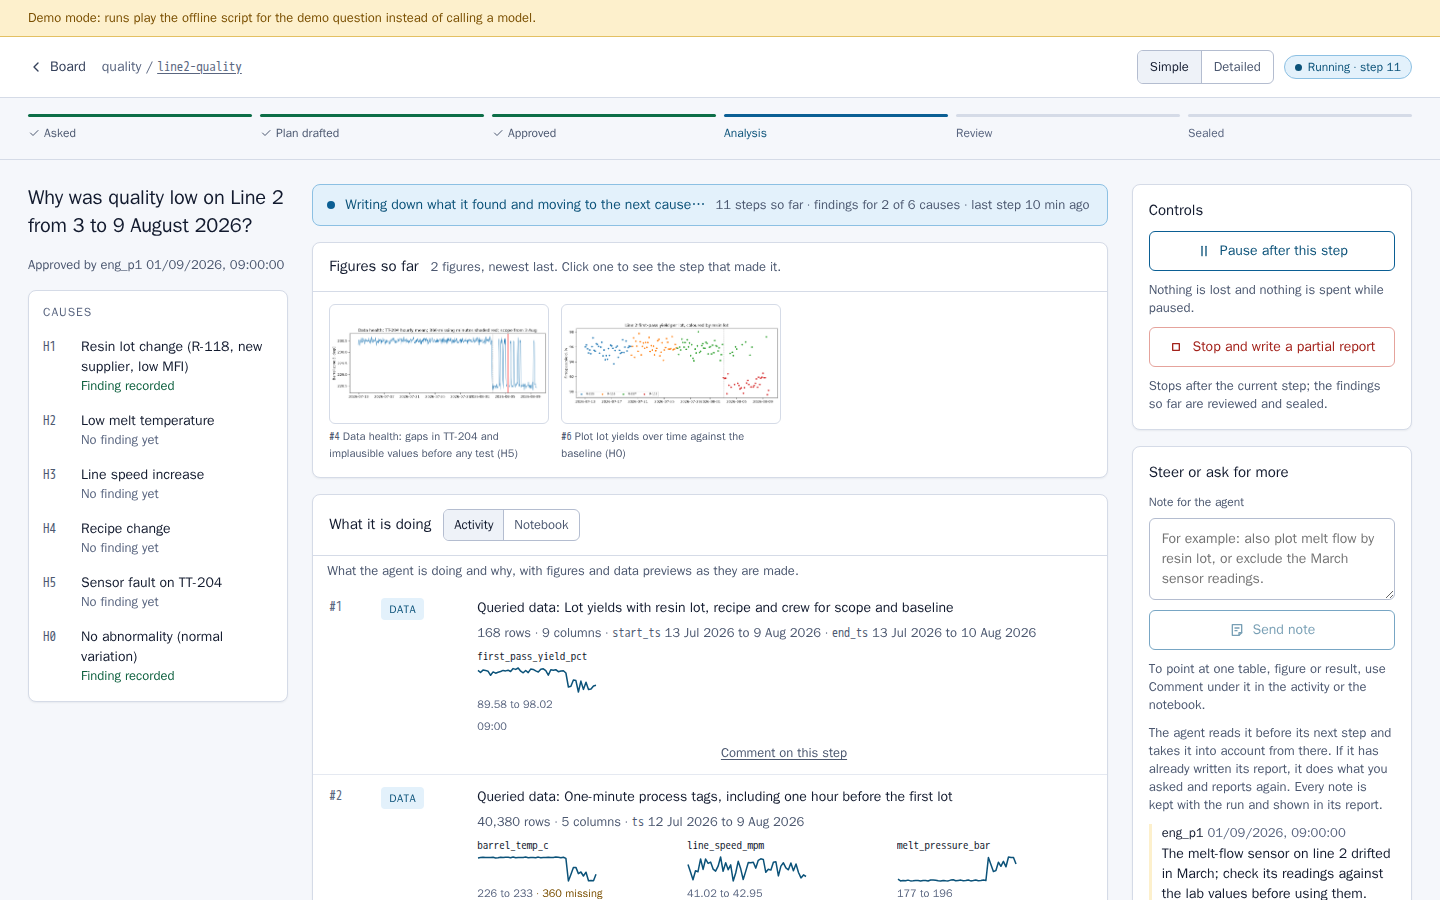 Demo mode: runs play the offline script for the demo question instead of calling a model.
Board quality / line2-quality
Simple Detailed Running · step 11
Asked Plan drafted Approved Analysis Review Sealed
Why was quality low on Line 2
from 3 to 9 August 2026?
Approved by eng_p1 01/09/2026, 09:00:00
CAUSES
H1 Resin lot change (R-118, new
supplier, low MFI)
Finding recorded
H2 Low melt temperature
No finding yet
H3 Line speed increase
No finding yet
H4 Recipe change
No finding yet
H5 Sensor fault on TT-204
No finding yet
H0 No abnormality (normal
variation)
Finding recorded
Writing down what it found and moving to the next cause··· 11 steps so far · findings for 2 of 6 causes · last step 10 min ago
Figures so far 2 figures, newest last. Click one to see the step that made it.
Line 2 first-pass yield per lot, coloured by resin lot
#4 Data health: gaps in TT-204 and
implausible values before any test (H5)
#6 Plot lot yields over time against the
baseline (H0)
What it is doing Activity Notebook
What the agent is doing and why, with figures and data previews as they are made.
#1 DATA Queried data: Lot yields with resin lot, recipe and crew for scope and baseline
168 rows · 9 columns · start_ts 13 Jul 2026 to 9 Aug 2026 · end_ts 13 Jul 2026 to 10 Aug 2026
first_pass_yield_pct
89.58 to 98.02
09:00
Comment on this step
#2 DATA Queried data: One-minute process tags, including one hour before the first lot
40,380 rows · 5 columns · ts 12 Jul 2026 to 9 Aug 2026
barrel_temp_c line_speed_mpm melt_pressure_bar
226 to 233 · 360 missing 41.02 to 42.95 177 to 196
Controls
Pause after this step
Nothing is lost and nothing is spent while
paused.
Stop and write a partial report
Stops after the current step; the findings
so far are reviewed and sealed.
Steer or ask for more
Note for the agent
For example: also plot melt flow by
resin lot, or exclude the March
sensor readings.
Send note
To point at one table, figure or result, use
Comment under it in the activity or the
notebook.
The agent reads it before its next step and
takes it into account from there. If it has
already written its report, it does what you
asked and reports again. Every note is
kept with the run and shown in its report.
eng_p1 01/09/2026, 09:00:00
The melt-flow sensor on line 2 drifted
in March; check its readings against
the lab values before using them.